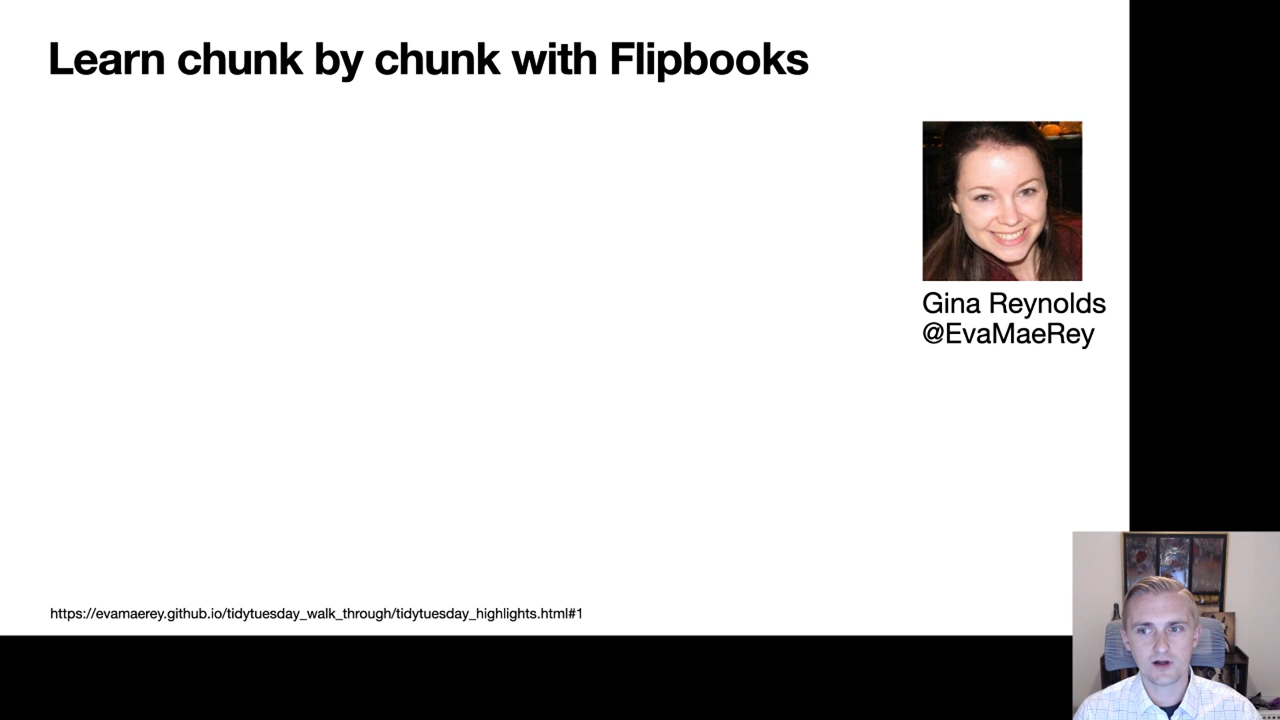 Learn chunk by chunk with Flipbooks
Gina Reynolds
@EvaMaeRey
https://evamaerey.github.io/tidytuesday_walk_through/tidytuesday_highlights.html#1